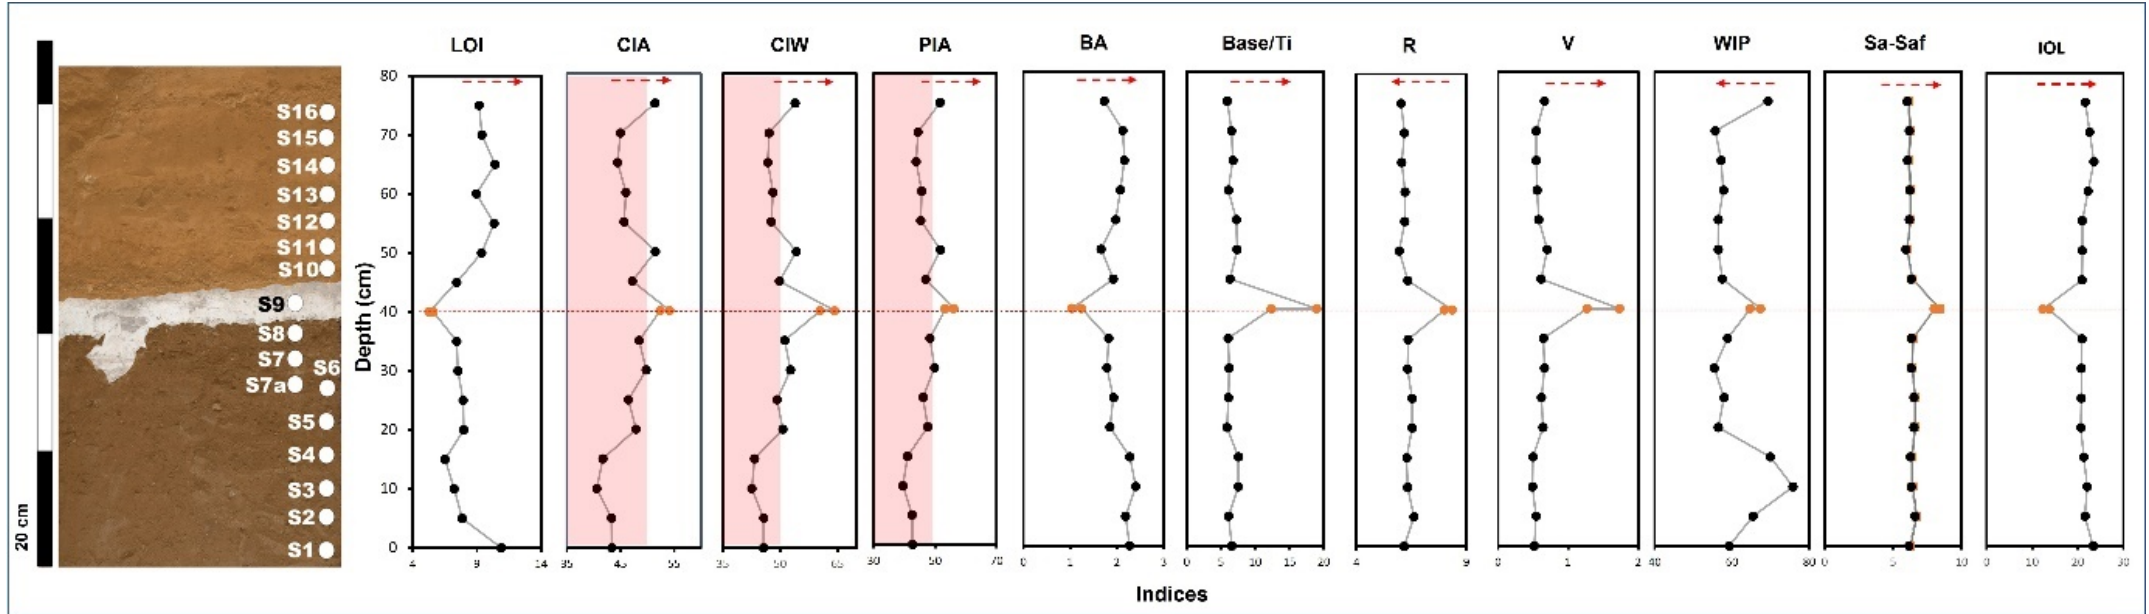 LOI CIA CIW PIA BA Base/Ti R V WIP Sa-Saf IOL
80
70
60
50
40
30
20
10
0
Depth (cm)
S16
S15
S14
S13
S12
S11
S10
S9
S8
S7 S6
S7a
S5
S4
S3
S2
S1
20 cm
4 9 14 35 45 55 35 50 65 30 50 70 0 1 2 3 0 5 10 15 20 4 9 0 1 2 40 60 80 0 5 10 0 10 20 30
Indices